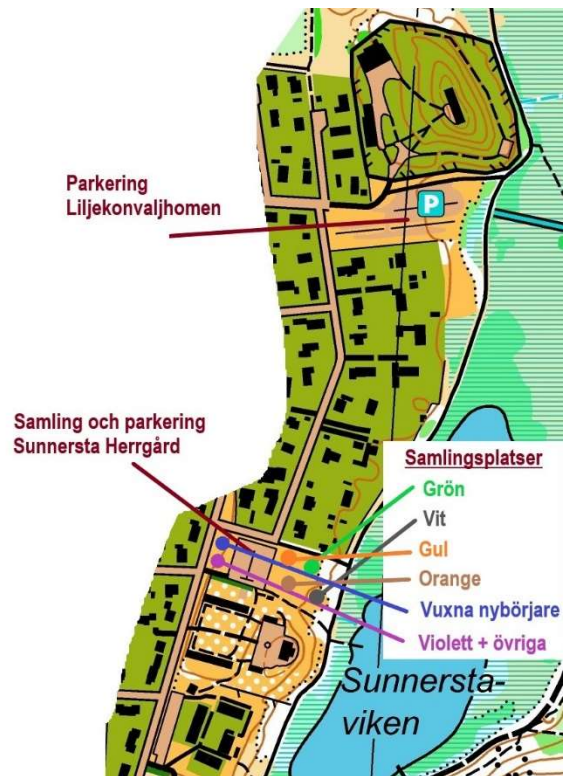 Parkering
Liljekonvaljhomen
P
Samling och parkering
Sunnersta Herrgård
Samlingsplatser
Grön
Vit
Gul
Orange
Vuxna nybörjare
Violett + övriga
Sunnersta-
viken